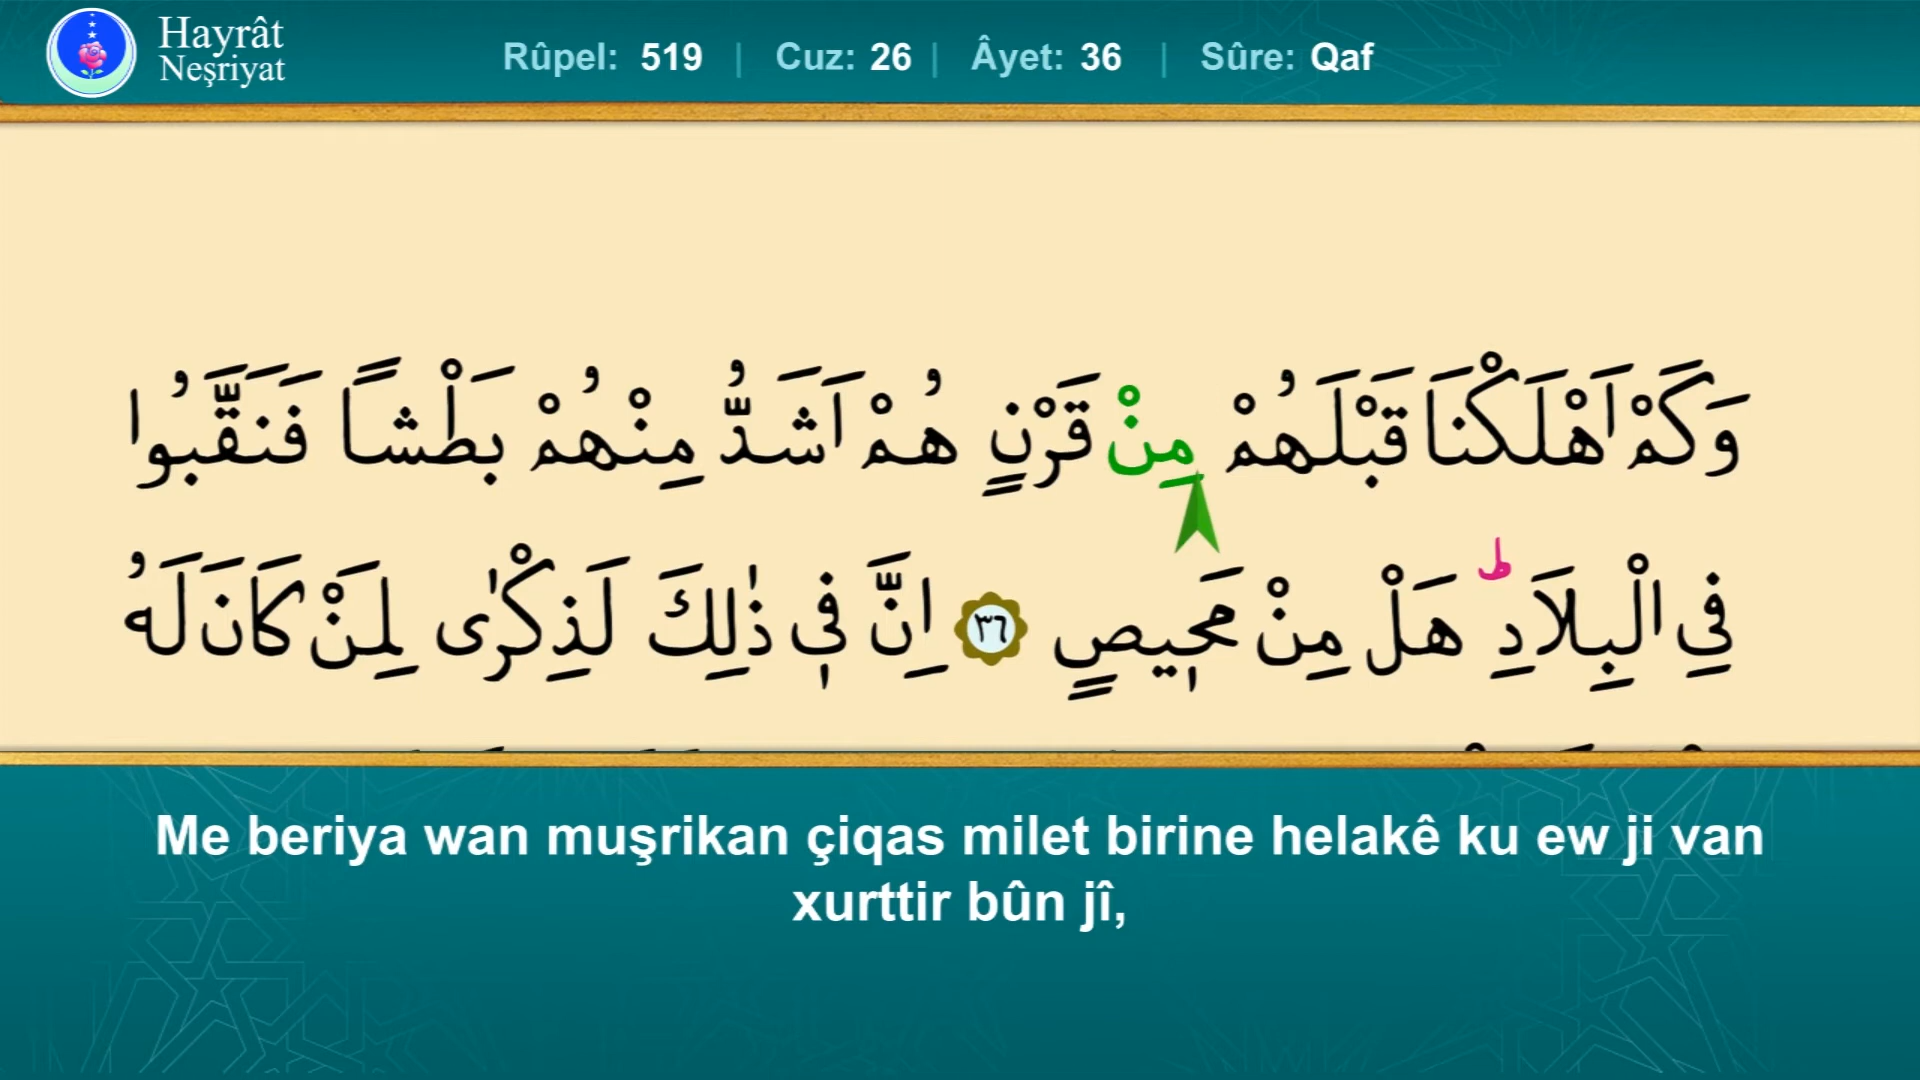 Hayrât
Neşriyat
Rûpel: 519 | Cuz: 26 | Âyet: 36 | Sûre: Qaf
وَكَمْ اَهْلَكْنَا قَبْلَهُمْ مِنْ قَرْنٍ هُمْ اَشَدُّ مِنْهُمْ بَطْشًا فَنَقَّبُوا
فِي الْبِلَادِ ۜ هَلْ مِنْ مَحٖيصٍ ٣٦ اِنَّ فٖي ذٰلِكَ لَذِكْرٰى لِمَنْ كَانَ لَهُ
Me beriya wan muşrikan çiqas milet birine helakê ku ew ji van
xurttir bûn jî,